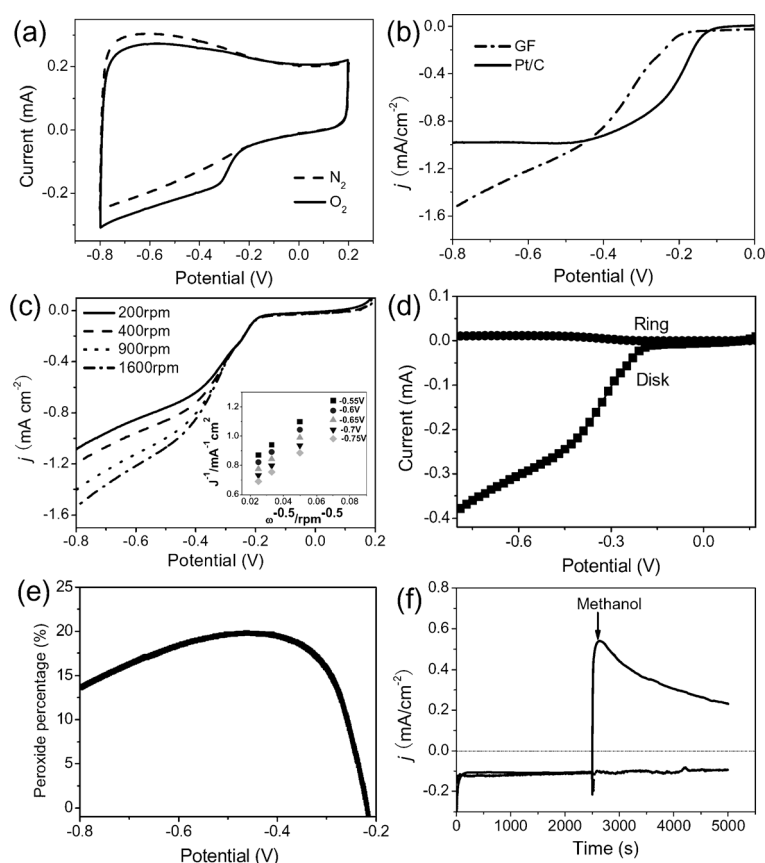 (a)
Current (mA)
0.2
0.0
-0.2
N2
O2
-0.8 -0.6 -0.4 -0.2 0.0 0.2
Potential (V)
(b)
j (mA/cm-2)
0.0
-0.4
-0.8
-1.2
-1.6
GF
Pt/C
-0.8 -0.6 -0.4 -0.2 0.0
Potential (V)
(c)
j (mA cm-2)
0.0
-0.4
-0.8
-1.2
-1.6
200rpm
400rpm
900rpm
1600rpm
J-1/mA-1 cm2
1.2
1.0
0.8
0.6
-0.55V
-0.6V
-0.65V
-0.7V
-0.75V
0.02 0.04 0.06 0.08
ω-0.5/rpm-0.5
-0.8 -0.6 -0.4 -0.2 0.0 0.2
Potential (V)
(d)
Current (mA)
0.1
0.0
-0.1
-0.2
-0.3
-0.4
Ring
Disk
-0.6 -0.3 0.0
Potential (V)
(e)
Peroxide percentage (%)
25
20
15
10
5
0
-0.8 -0.6 -0.4 -0.2
Potential (V)
(f)
j (mA/cm-2)
0.8
0.6
0.4
0.2
0.0
-0.2
Methanol
0 1000 2000 3000 4000 5000
Time (s)